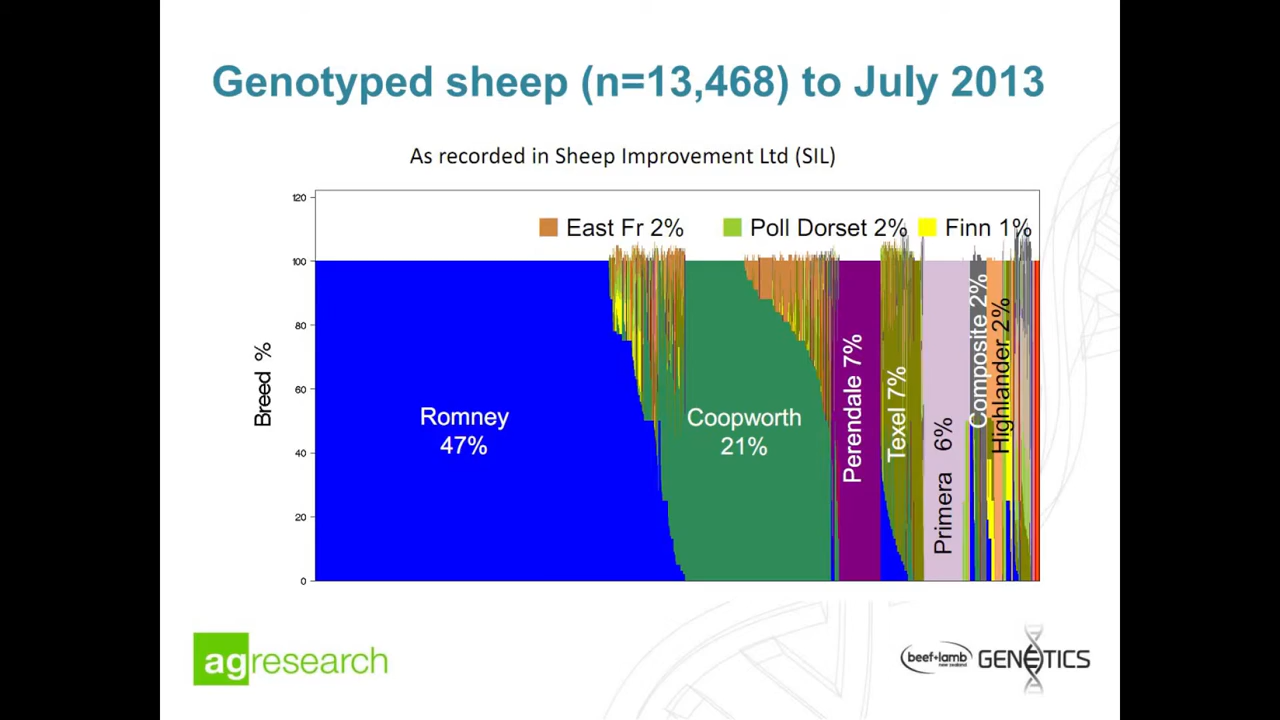 Genotyped sheep (n=13,468) to July 2013
As recorded in Sheep Improvement Ltd (SIL)
120
100
80
60
40
20
0
Breed %
East Fr 2%
Poll Dorset 2%
Finn 1%
Romney
47%
Coopworth
21%
Perendale 7%
Texel 7%
Primera 6%
Composite 2%
Highlander 2%
agresearch
beef+lamb
new zealand
GENETICS